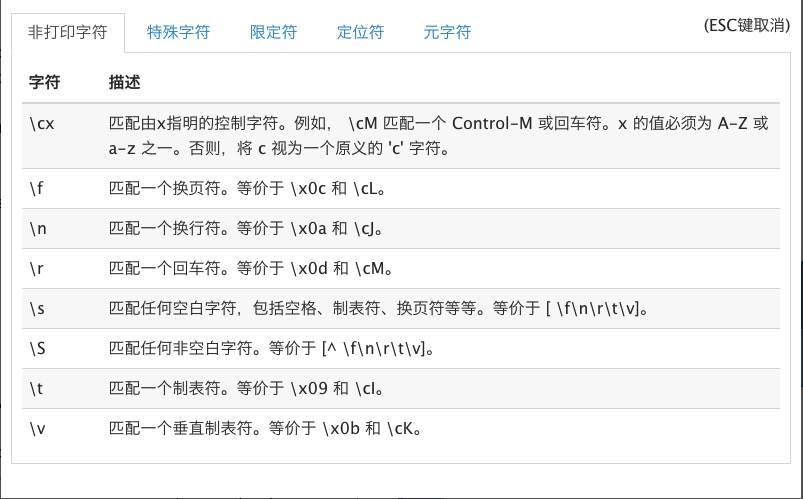 非打印字符 特殊字符 限定符 定位符 元字符 (ESC键取消)
字符 描述
\cx 匹配由x指明的控制字符。例如， \cM 匹配一个 Control-M 或回车符。x 的值必须为 A-Z 或
a-z 之一。否则，将 c 视为一个原义的 'c' 字符。
\f 匹配一个换页符。等价于 \x0c 和 \cL。
\n 匹配一个换行符。等价于 \x0a 和 \cJ。
\r 匹配一个回车符。等价于 \x0d 和 \cM。
\s 匹配任何空白字符，包括空格、制表符、换页符等等。等价于 [ \f\n\r\t\v]。
\S 匹配任何非空白字符。等价于 [^ \f\n\r\t\v]。
\t 匹配一个制表符。等价于 \x09 和 \cI。
\v 匹配一个垂直制表符。等价于 \x0b 和 \cK。